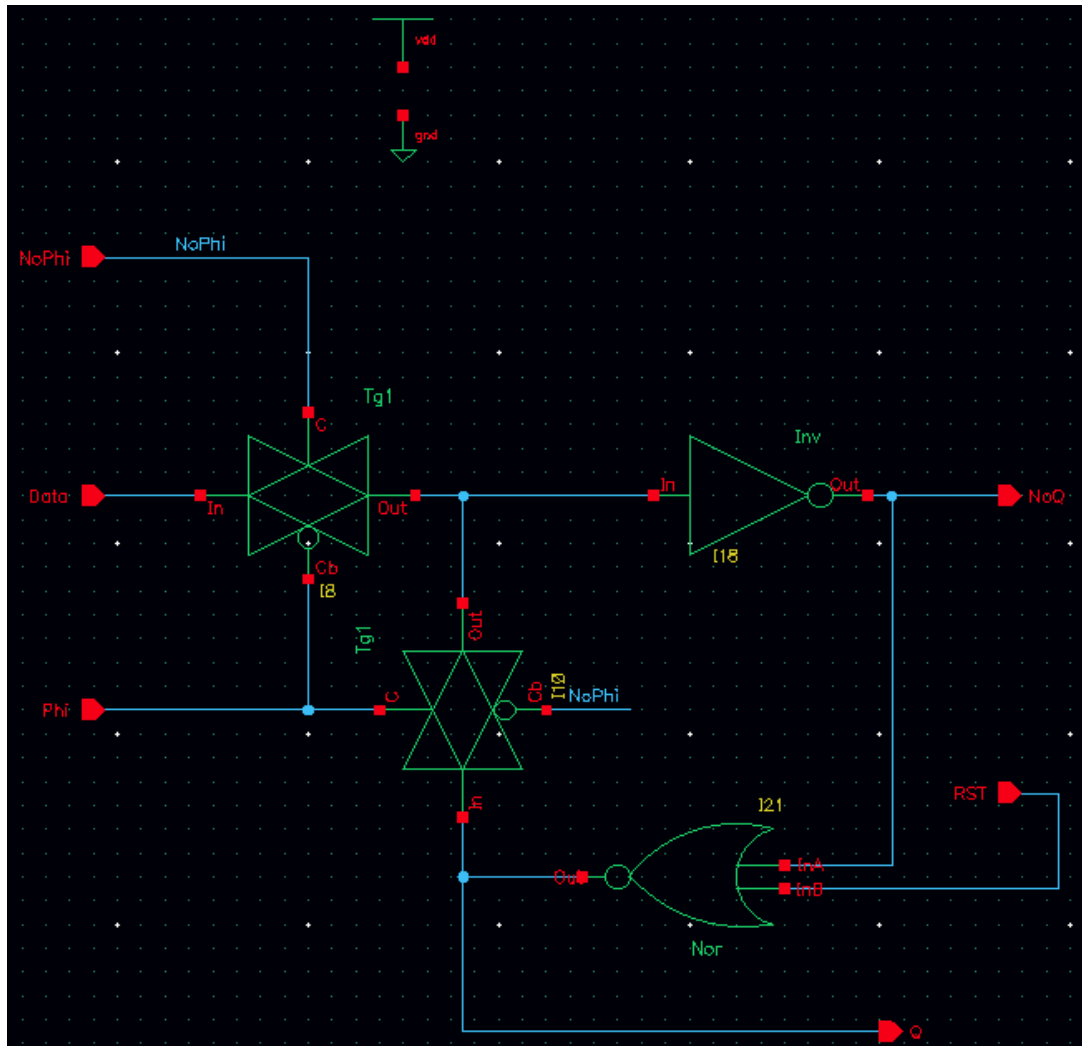 vdd
gnd
NoPhi
NoPhi
Tg1
C
Inv
Data
In
Out
In
Out
NoQ
I18
Cb
I8
Out
Tg1
Phi
C
Cb
I10
NoPhi
In
RST
I21
InA
Out
InB
Nor
Q